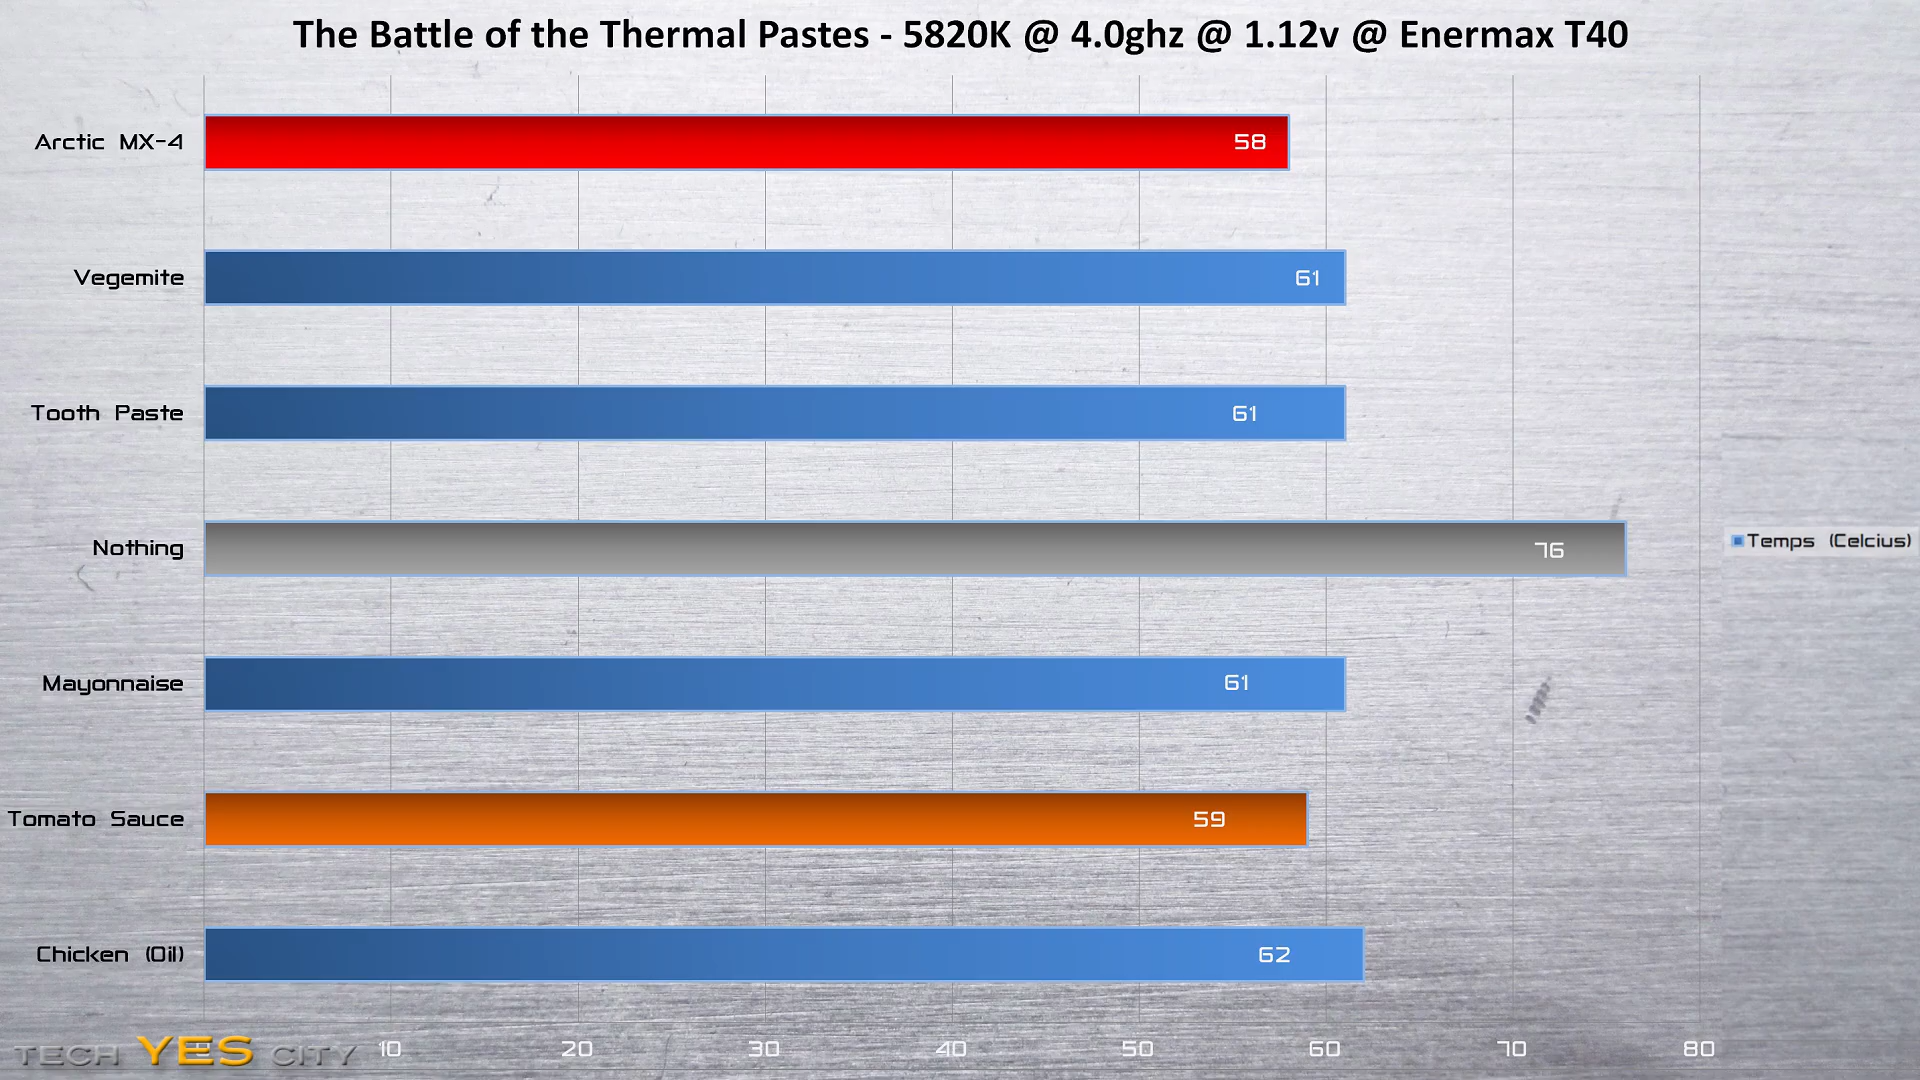 The Battle of the Thermal Pastes - 5820K @ 4.0ghz @ 1.12v @ Enermax T40
Arctic MX-4 58
Vegemite 61
Tooth Paste 61
Nothing 76
Temps (Celcius)
Mayonnaise 61
Tomato Sauce 59
Chicken (Oil) 62
TECH YES CITY
10 20 30 40 50 60 70 80